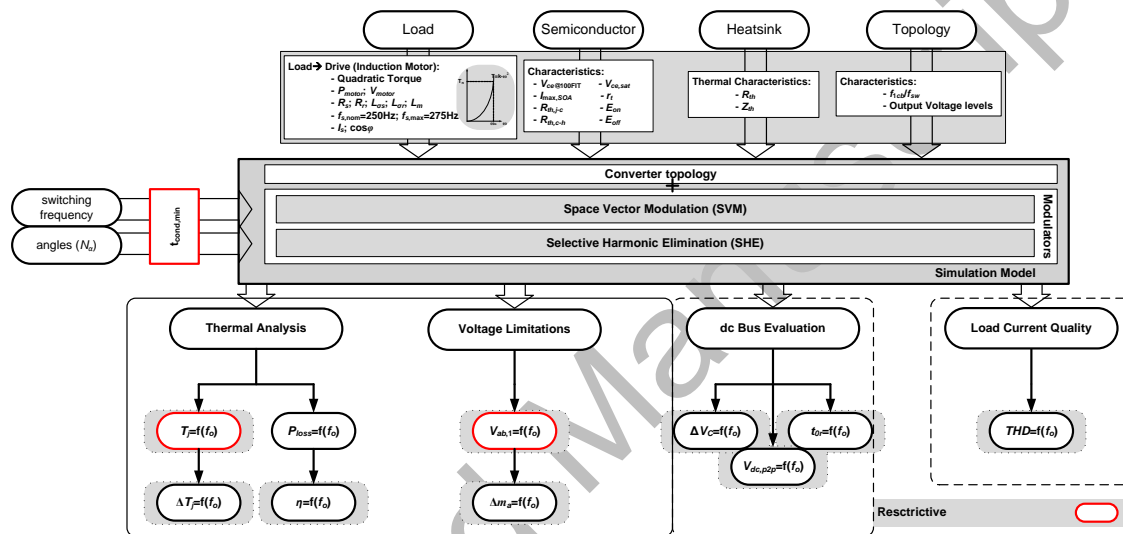 Load
Semiconductor
Heatsink
Topology
Load→ Drive (Induction Motor):
- Quadratic Torque
- Pmotor; Vmotor
- Rs; Rr; Lσs; Lσr; Lm
- fs,nom=250Hz; fs,max=275Hz
- Is; cosφ
Characteristics:
- Vce@100FIT
- Imax,SOA
- Rth,j-c
- Rth,c-h
- Vce,sat
- rt
- Eon
- Eoff
Thermal Characteristics:
- Rth
- Zth
Characteristics:
- f1cb/fsw
- Output Voltage levels
switching
frequency
angles (Nα)
tcond,min
Converter topology
+
Space Vector Modulation (SVM)
Selective Harmonic Elimination (SHE)
Modulators
Simulation Model
Thermal Analysis
Voltage Limitations
dc Bus Evaluation
Load Current Quality
Tj=f(fo)
Ploss=f(fo)
Vab,1=f(fo)
ΔVC=f(fo)
t0r=f(fo)
THD=f(fo)
Vdc,p2p=f(fo)
ΔTj=f(fo)
η=f(fo)
Δma=f(fo)
Resctrictive